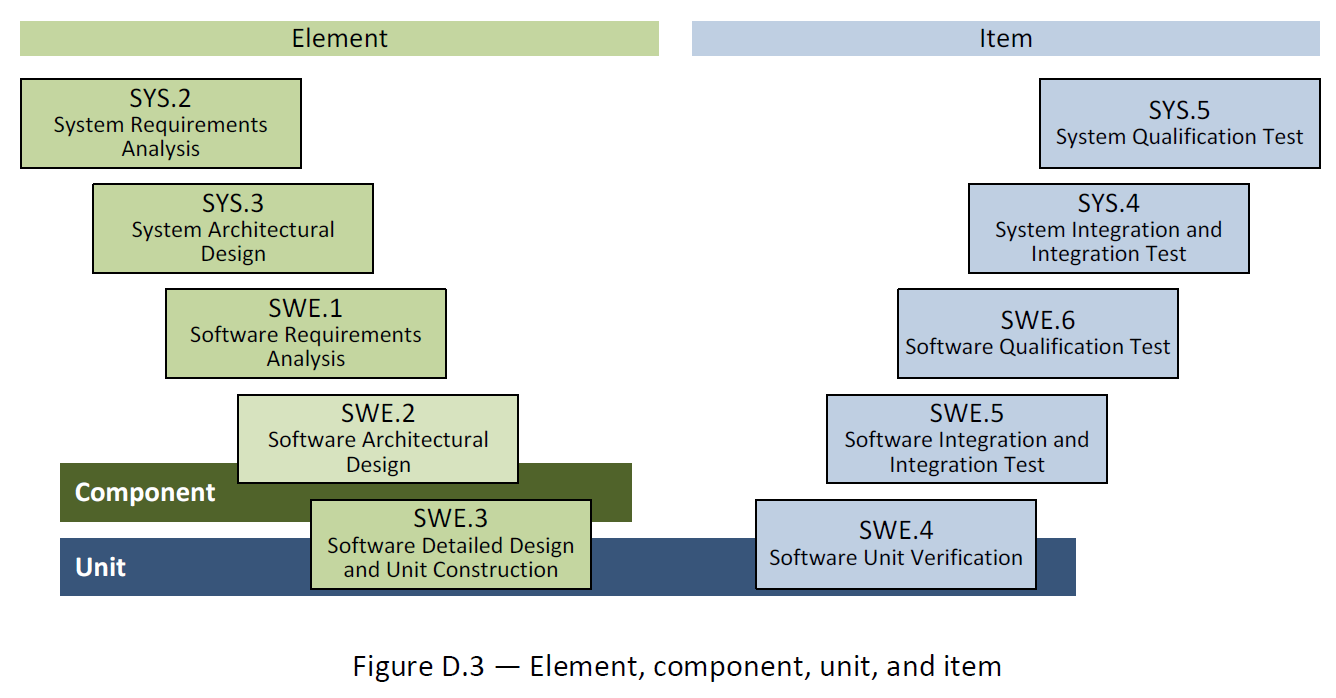 Element
Item
SYS.2
System Requirements
Analysis
SYS.5
System Qualification Test
SYS.3
System Architectural
Design
SYS.4
System Integration and
Integration Test
SWE.1
Software Requirements
Analysis
SWE.6
Software Qualification Test
SWE.2
Software Architectural
Design
SWE.5
Software Integration and
Integration Test
Component
SWE.3
Software Detailed Design
and Unit Construction
SWE.4
Software Unit Verification
Unit
Figure D.3 — Element, component, unit, and item